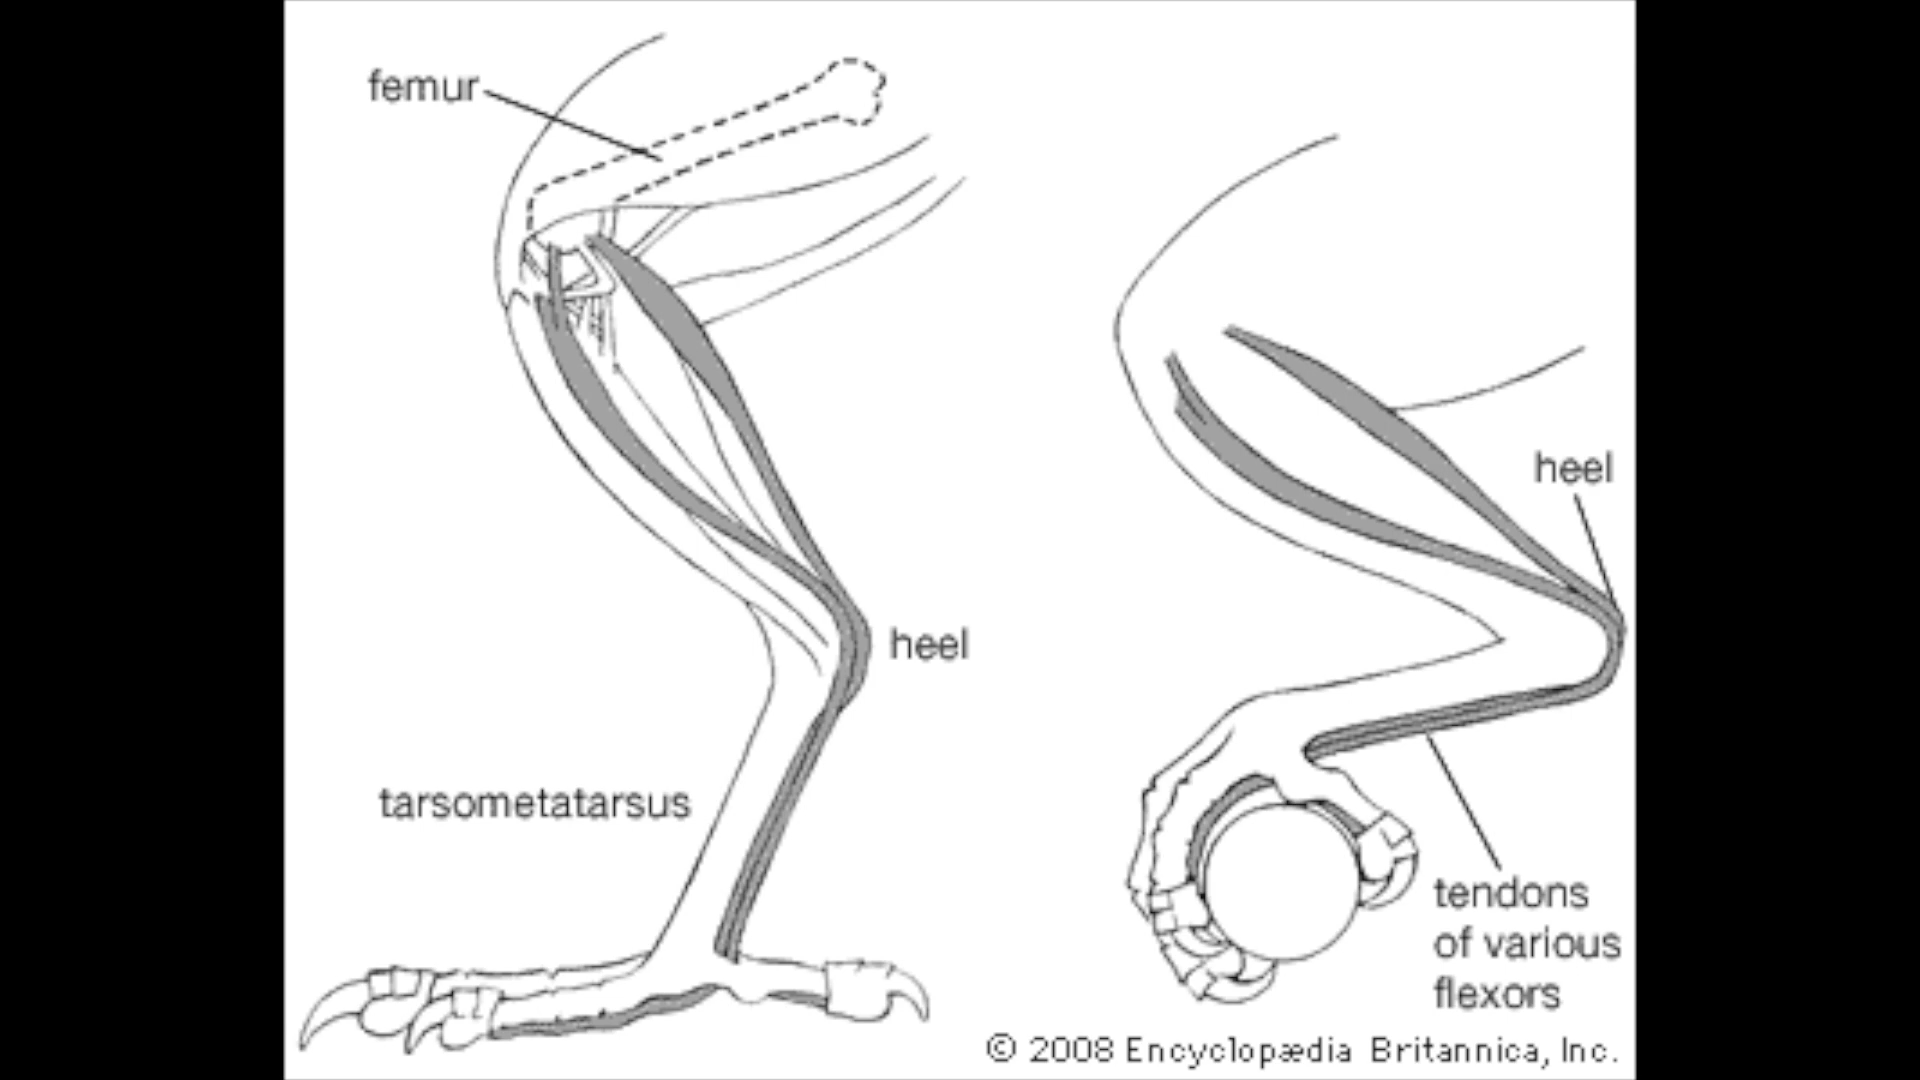 femur
heel
heel
tarsometatarsus
tendons
of various
flexors
© 2008 Encyclopædia Britannica, Inc.